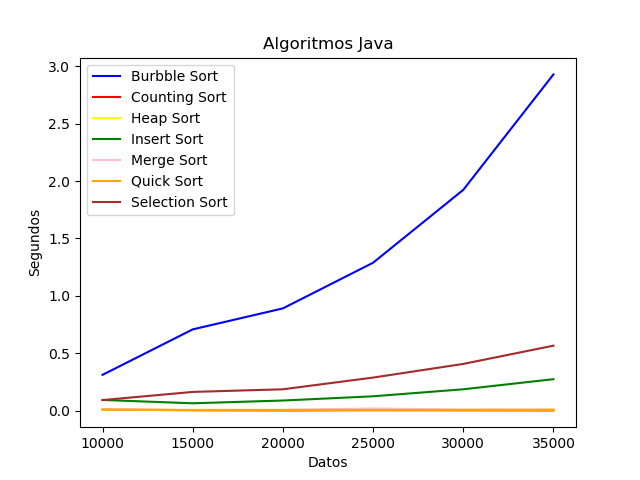 Algoritmos Java
3.0
2.5
2.0
1.5
1.0
0.5
0.0
Segundos
Burbble Sort
Counting Sort
Heap Sort
Insert Sort
Merge Sort
Quick Sort
Selection Sort
10000 15000 20000 25000 30000 35000
Datos